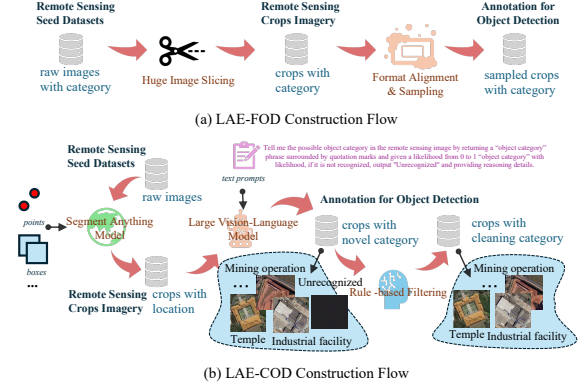 Remote Sensing
Seed Datasets
raw images
with category
Huge Image Slicing
Remote Sensing
Crops Imagery
crops with
category
Format Alignment
& Sampling
Annotation for
Object Detection
sampled crops
with category
(a) LAE-FOD Construction Flow
Remote Sensing
Seed Datasets
raw images
Tell me the possible object category in the remote sensing image by returning a "object category"
phrase surrounded by quotation marks and given a likelihood from 0 to 1 "object category" with
likelihood, if it is not recognized, output "Unrecognized" and providing reasoning details.
text prompts
points
boxes
...
Segment Anything
Model
Large Vision-Language
Model
Annotation for Object Detection
crops with
novel category
crops with
cleaning category
Remote Sensing
Crops Imagery
crops with
location
Mining operation
...
Unrecognized
Temple
Industrial facility
Rule -based Filtering
Mining operation
...
Temple
Industrial facility
(b) LAE-COD Construction Flow